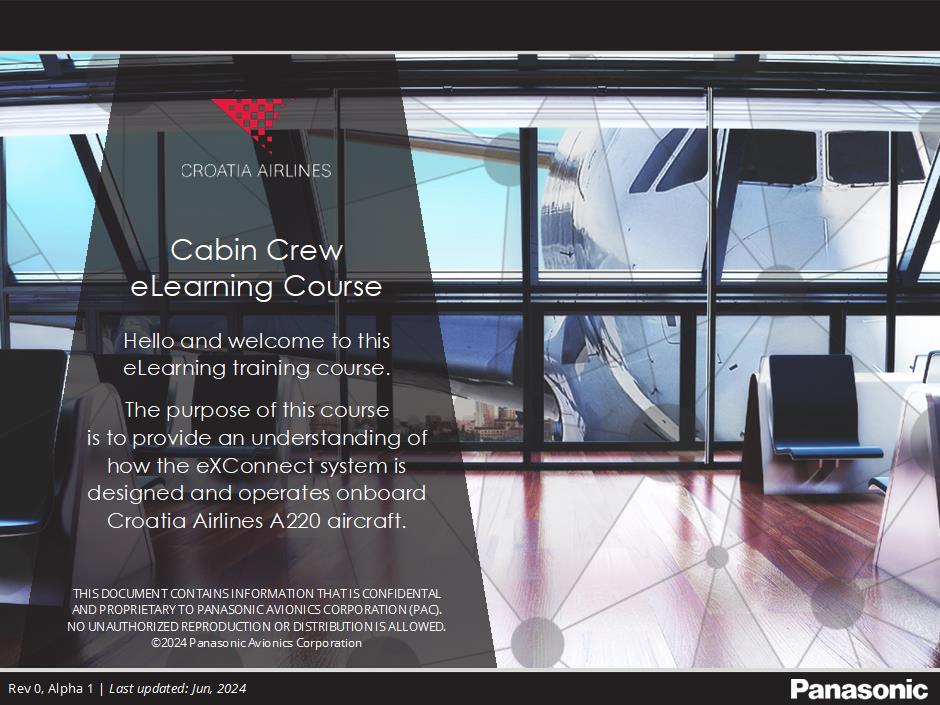 CROATIA AIRLINES
Cabin Crew
eLearning Course
Hello and welcome to this
eLearning training course.
The purpose of this course
is to provide an understanding of
how the eXConnect system is
designed and operates onboard
Croatia Airlines A220 aircraft.
THIS DOCUMENT CONTAINS INFORMATION THAT IS CONFIDENTAL
AND PROPRIETARY TO PANASONIC AVIONICS CORPORATION (PAC).
NO UNAUTHORIZED REPRODUCTION OR DISTRIBUTION IS ALLOWED.
©2024 Panasonic Avionics Corporation
Rev 0, Alpha 1 | Last updated: Jun, 2024
Panasonic